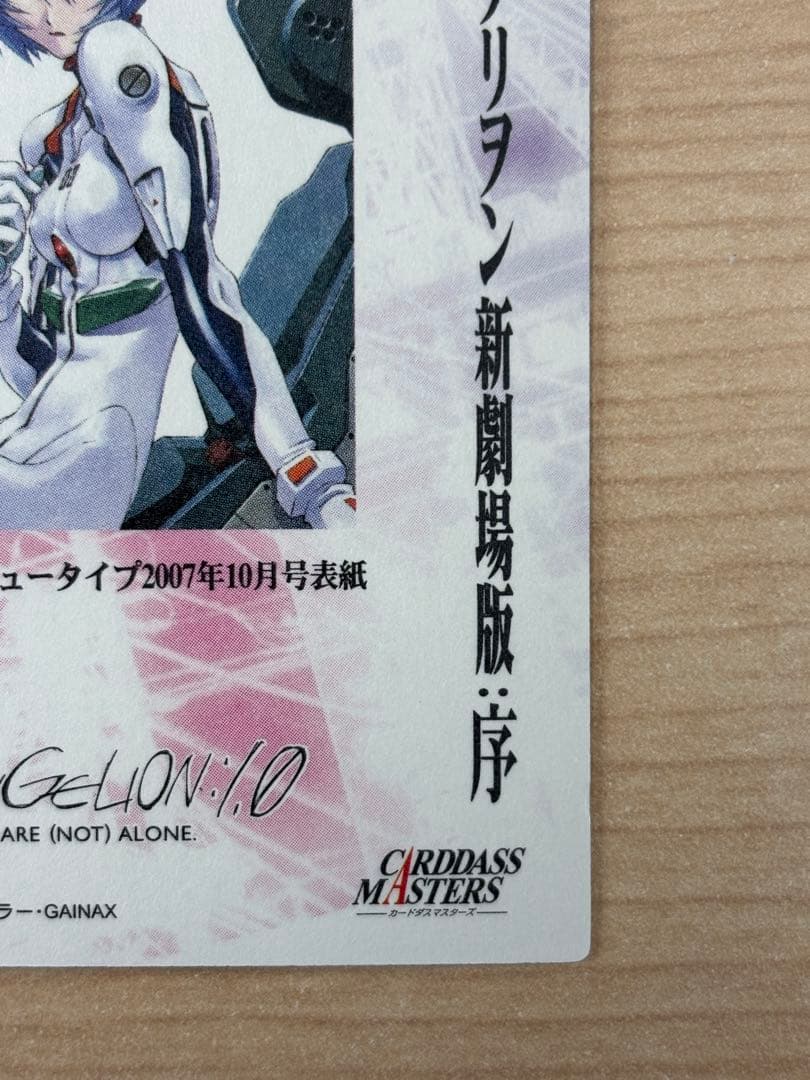 リヲン 新劇場版:序
ュータイプ2007年10月号表紙
GELION:1.0
ARE (NOT) ALONE.
ラー・GAINAX
CARDDASS
MASTERS
カードダスマスターズ